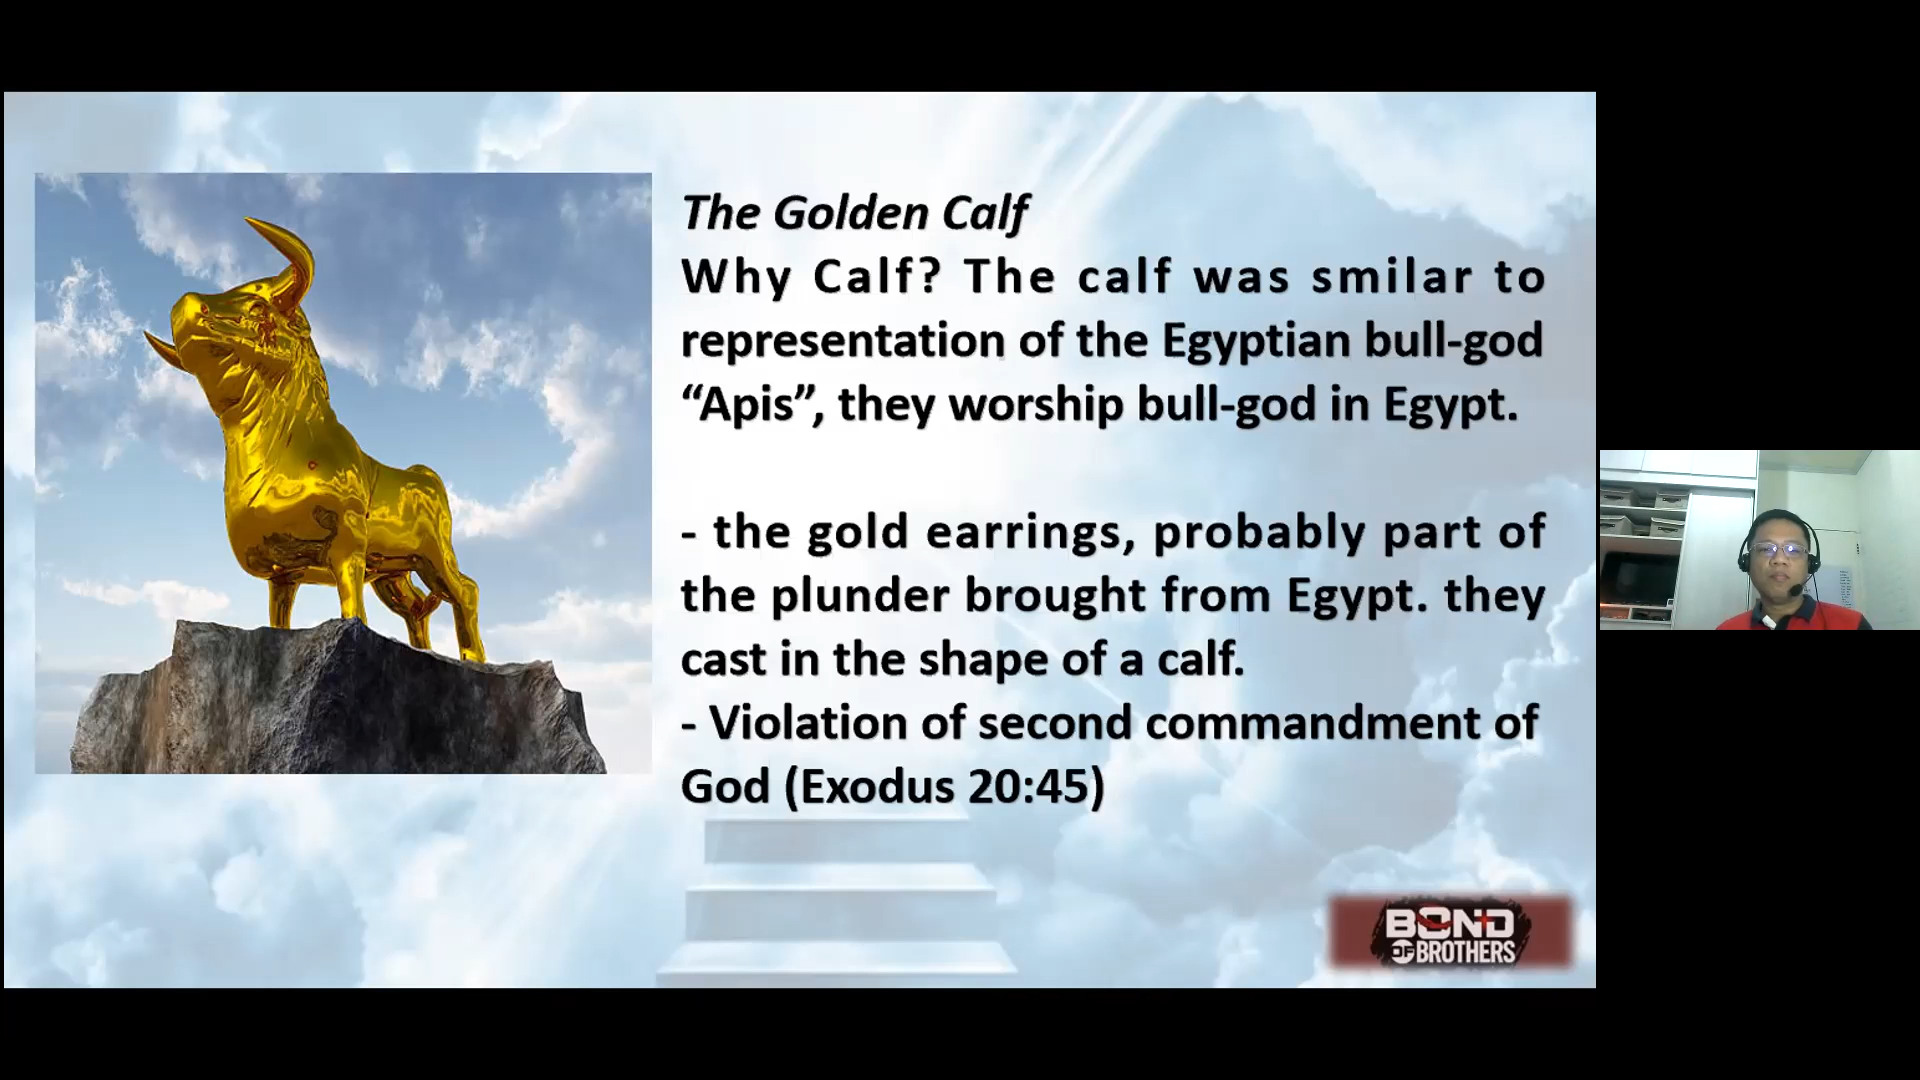 The Golden Calf
Why Calf? The calf was smilar to
representation of the Egyptian bull-god
“Apis”, they worship bull-god in Egypt.
- the gold earrings, probably part of
the plunder brought from Egypt. they
cast in the shape of a calf.
- Violation of second commandment of
God (Exodus 20:45)
BOND
OF BROTHERS